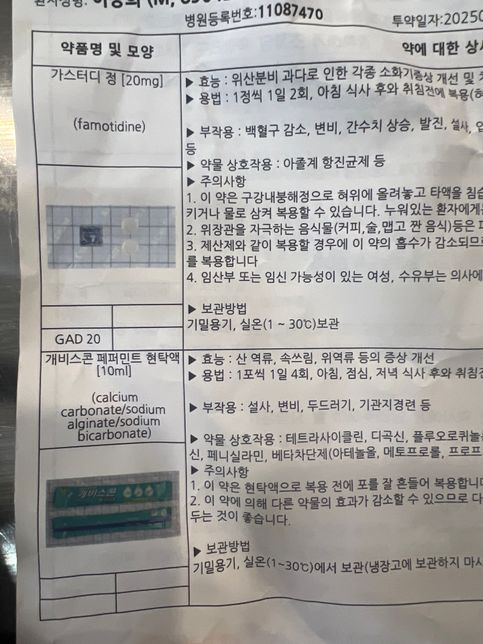 병원등록번호:11087470
투약일자:2025
약품명 및 모양
약에 대한 상
가스터디 정 [20mg]
(famotidine)
▶ 효능 : 위산분비 과다로 인한 각종 소화기증상 개선 및
▶ 용법 : 1정씩 1일 2회, 아침 식사 후와 취침전에 복용
▶ 부작용 : 백혈구 감소, 변비, 간수치 상승, 발진, 설사,
등
▶ 약물 상호작용 : 아졸계 항진균제 등
▶ 주의사항
1. 이 약은 구강내붕해정으로 혀위에 올려놓고 타액을
키거나 물로 삼켜 복용할 수 있습니다. 누워있는 환자에게
2. 위장관을 자극하는 음식물(커피,술,맵고 짠 음식)등은
3. 제산제와 같이 복용할 경우에 이 약의 흡수가 감소되므로
를 복용합니다
4. 임산부 또는 임신 가능성이 있는 여성, 수유부는 의사에
▶ 보관방법
기밀용기, 실온(1 ~ 30℃)보관
GAD 20
개비스콘 페퍼민트 현탁액
[10ml]
(calcium
carbonate/sodium
alginate/sodium
bicarbonate)
▶ 효능 : 산 역류, 속쓰림, 위역류 등의 증상 개선
▶ 용법 : 1포씩 1일 4회, 아침, 점심, 저녁 식사 후와 취침전
▶ 부작용 : 설사, 변비, 두드러기, 기관지경련 등
▶ 약물 상호작용 : 테트라사이클린, 디곡신, 플루오로퀴놀
신, 페니실라민, 베타차단제(아테놀올, 메토프로롤, 프로프
▶ 주의사항
1. 이 약은 현탁액으로 복용 전에 포를 잘 흔들어 복용합니다
2. 이 약에 의해 다른 약물의 효과가 감소할 수 있으므로 다
두는 것이 좋습니다.
▶ 보관방법
기밀용기, 실온(1~30℃)에서 보관(냉장고에 보관하지 마시
개비스콘